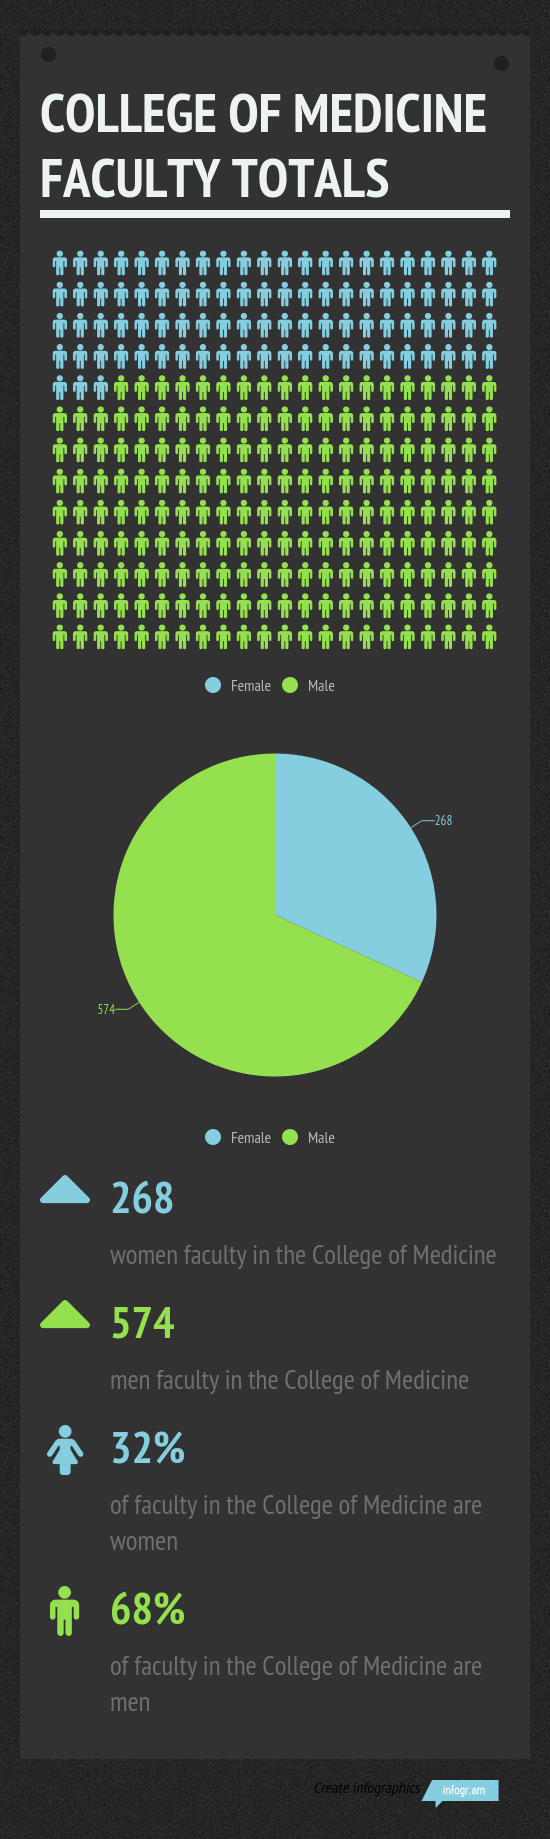 COLLEGE OF MEDICINE
FACULTY TOTALS
Female Male
268
574
Female Male
268
women faculty in the College of Medicine
574
men faculty in the College of Medicine
32%
of faculty in the College of Medicine are
women
68%
of faculty in the College of Medicine are
men
Create infographics infogr.am